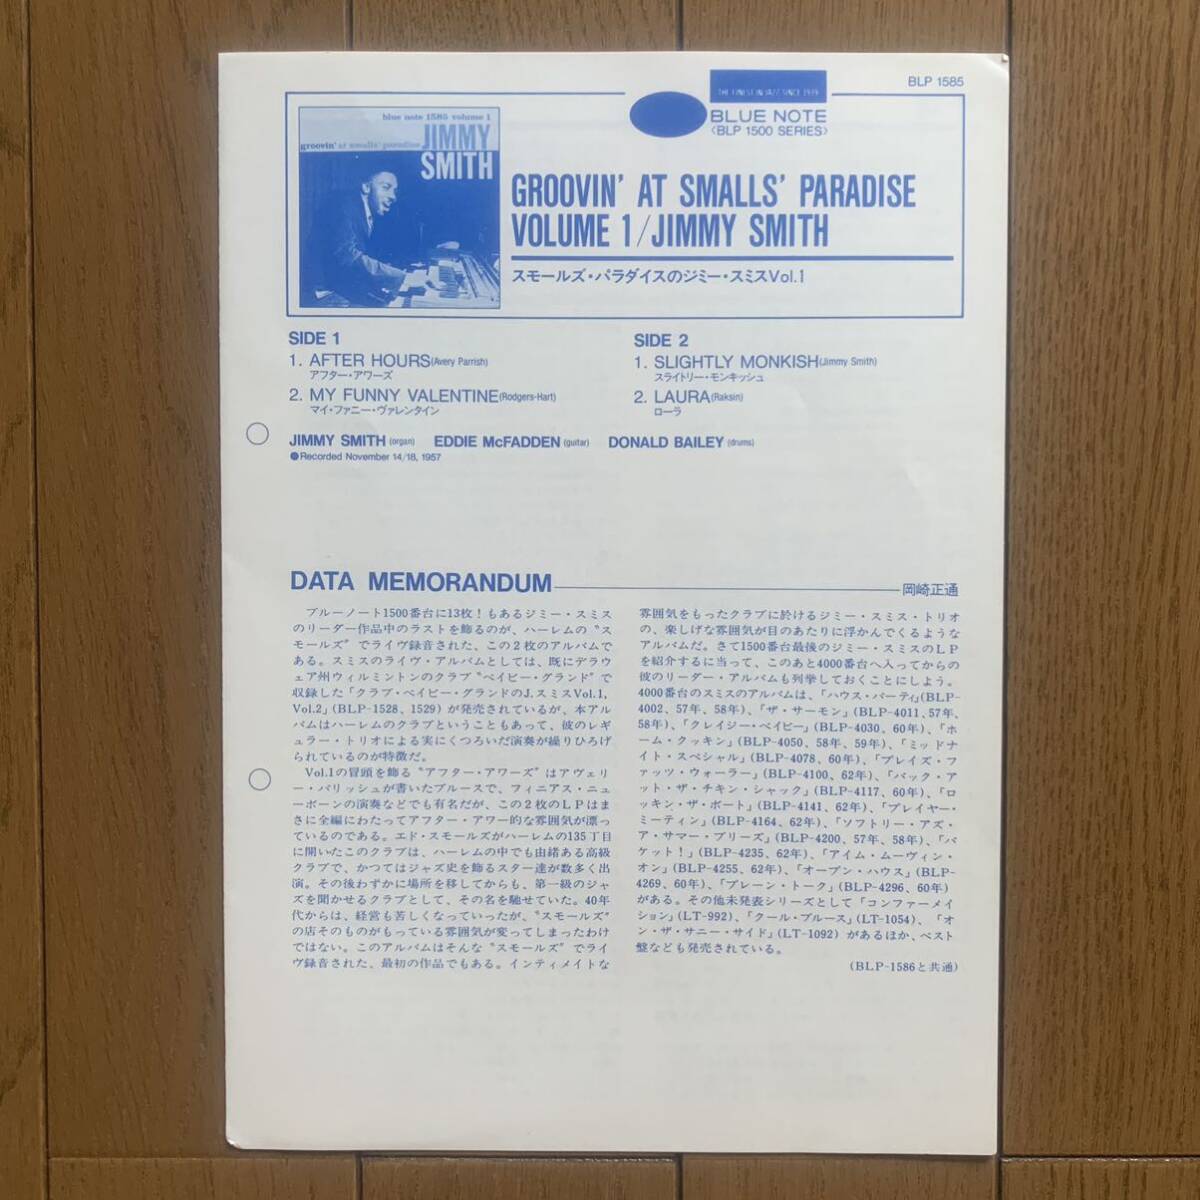 BLP 1585
THE FINEST IN JAZZ SINCE 1939
BLUE NOTE
〈BLP 1500 SERIES〉
blue note 1585 volume 1
groovin' at smalls' paradise
JIMMY
SMITH
GROOVIN' AT SMALLS' PARADISE
VOLUME 1/JIMMY SMITH
スモールズ・パラダイスのジミー・スミスVol.1
SIDE 1
1. AFTER HOURS(Avery Parrish)
アフター・アワーズ
2. MY FUNNY VALENTINE(Rodgers-Hart)
マイ・ファニー・ヴァレンタイン
SIDE 2
1. SLIGHTLY MONKISH(Jimmy Smith)
スライトリー・モンキッシュ
2. LAURA(Raksin)
ローラ
JIMMY SMITH (organ) EDDIE McFADDEN (guitar) DONALD BAILEY (drums)
●Recorded November 14/18, 1957
DATA MEMORANDUM
岡崎正通
ブルーノート1500番台に13枚！もあるジミー・スミス
のリーダー作品中のラストを飾るのが、ハーレムの〝ス
モールズ〟でライヴ録音された、この2枚のアルバムで
ある。スミスのライヴ・アルバムとしては、既にデラウ
ェア州ウィルミントンのクラブ〝ベイビー・グランド〟で
収録した「クラブ・ベイビー・グランドのJ.スミスVol.1,
Vol.2」(BLP-1528、1529) が発売されているが、本アル
バムはハーレムのクラブということもあって、彼のレギ
ュラー・トリオによる実にくつろいだ演奏が繰りひろげ
られているのが特徴だ。
Vol.1の冒頭を飾る〝アフター・アワーズ〟はアヴェリ
ー・パリッシュが書いたブルースで、フィニアス・ニュ
ーボーンの演奏などでも有名だが、この2枚のLPはま
さに全編にわたってアフター・アワー的な雰囲気が漂っ
ているのである。エド・スモールズがハーレムの135丁目
に開いたこのクラブは、ハーレムの中でも由緒ある高級
クラブで、かつてはジャズ史を飾るスター達が数多く出
演。その後わずかに場所を移してからも、第一級のジャ
ズを聞かせるクラブとして、その名を馳せていた。40年
代からは、経営も苦しくなっていったが、〝スモールズ〟
の店そのものがもっている雰囲気が変ってしまったわけ
ではない。このアルバムはそんな〝スモールズ〟でライ
ヴ録音された、最初の作品でもある。インティメイトな
雰囲気をもったクラブに於けるジミー・スミス・トリオ
の、楽しげな雰囲気が目のあたりに浮かんでくるような
アルバムだ。さて1500番台最後のジミー・スミスのLP
を紹介するに当って、このあと4000番台へ入ってからの
彼のリーダー・アルバムも列挙しておくことにしよう。
4000番台のスミスのアルバムは、「ハウス・パーティ」(BLP-
4002、57年、58年)、「ザ・サーモン」(BLP-4011、57年、
58年)、「クレイジー・ベイビー」(BLP-4030、60年)、「ホ
ーム・クッキン」(BLP-4050、58年、59年)、「ミッドナ
イト・スペシャル」(BLP-4078、60年)、「プレイズ・フ
ァッツ・ウォーラー」(BLP-4100、62年)、「バック・ア
ット・ザ・チキン・シャック」(BLP-4117、60年)、「ロ
ッキン・ザ・ボート」(BLP-4141、62年)、「プレイヤー・
ミーティン」(BLP-4164、62年)、「ソフトリー・アズ・
ア・サマー・ブリーズ」(BLP-4200、57年、58年)、「バ
ケット！」(BLP-4235、62年)、「アイム・ムーヴィン・
オン」(BLP-4255、62年)、「オープン・ハウス」(BLP-
4269、60年)、「プレーン・トーク」(BLP-4296、60年)
がある。その他未発表シリーズとして「コンファーメイ
ション」(LT-992)、「クール・ブルース」(LT-1054)、「オ
ン・ザ・サニー・サイド」(LT-1092) があるほか、ベスト
盤なども発売されている。
(BLP-1586と共通)